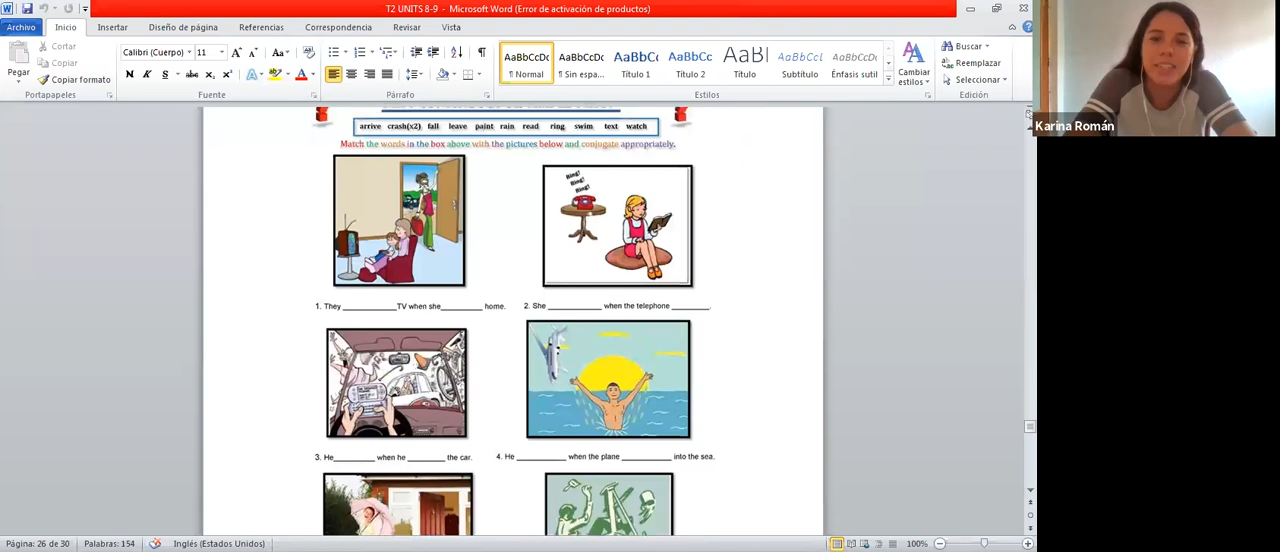 T2 UNITS 8-9 - Microsoft Word (Error de activación de productos)
Archivo Inicio Insertar Diseño de página Referencias Correspondencia Revisar Vista
Cortar
Copiar
Copiar formato
Pegar
Portapapeles
Calibri (Cuerpo) 11
Fuente
Párrafo
AaBbCcDc AaBbCcDc AaBbC AaBbCc AaBl AaBbCc. AaBbCcDc
¶ Normal ¶ Sin espa... Título 1 Título 2 Título Subtítulo Énfasis sutil
Estilos
Cambiar
estilos
Buscar
Reemplazar
Seleccionar
Edición
Karina Román
arrive crash(x2) fall leave paint rain read ring swim text watch
Match the words in the box above with the pictures below and conjugate appropriately.
Ring!
Ring!
Ring!
1. They ____________TV when she_________ home.
2. She ____________ when the telephone ________.
3. He_________ when he ________ the car.
4. He ___________ when the plane ___________ into the sea.
Página: 26 de 30 Palabras: 154 Inglés (Estados Unidos) 100%